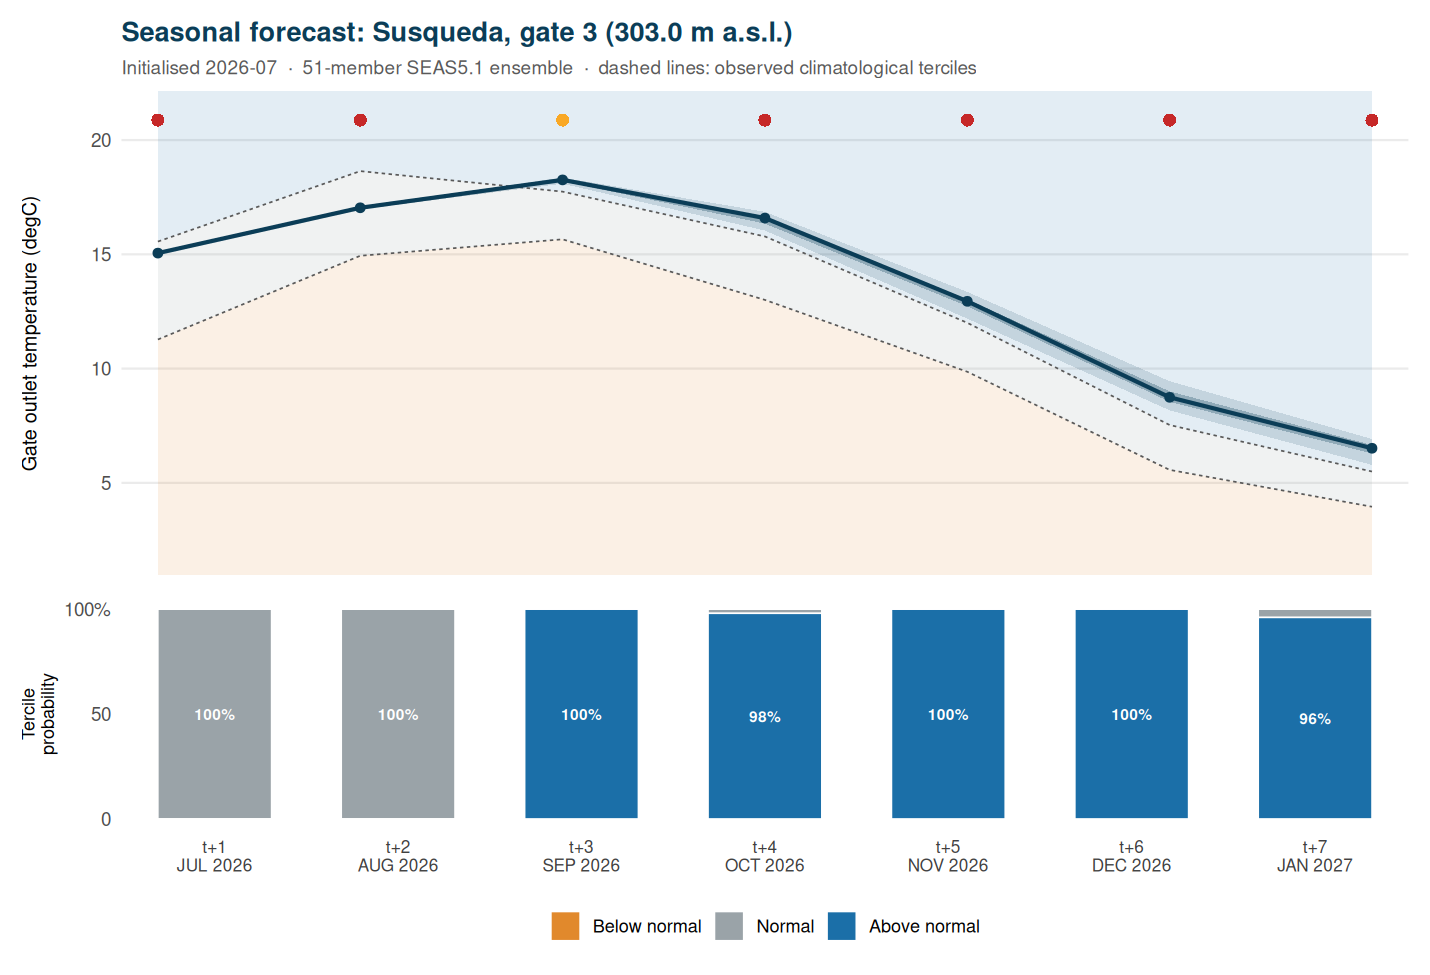 Seasonal forecast: Susqueda, gate 3 (303.0 m a.s.l.)
Initialised 2026-07 · 51-member SEAS5.1 ensemble · dashed lines: observed climatological terciles
Gate outlet temperature (degC)
20
15
10
5
Tercile
probability
100%
50
0
100%
100%
100%
98%
100%
100%
96%
t+1
JUL 2026
t+2
AUG 2026
t+3
SEP 2026
t+4
OCT 2026
t+5
NOV 2026
t+6
DEC 2026
t+7
JAN 2027
Below normal
Normal
Above normal